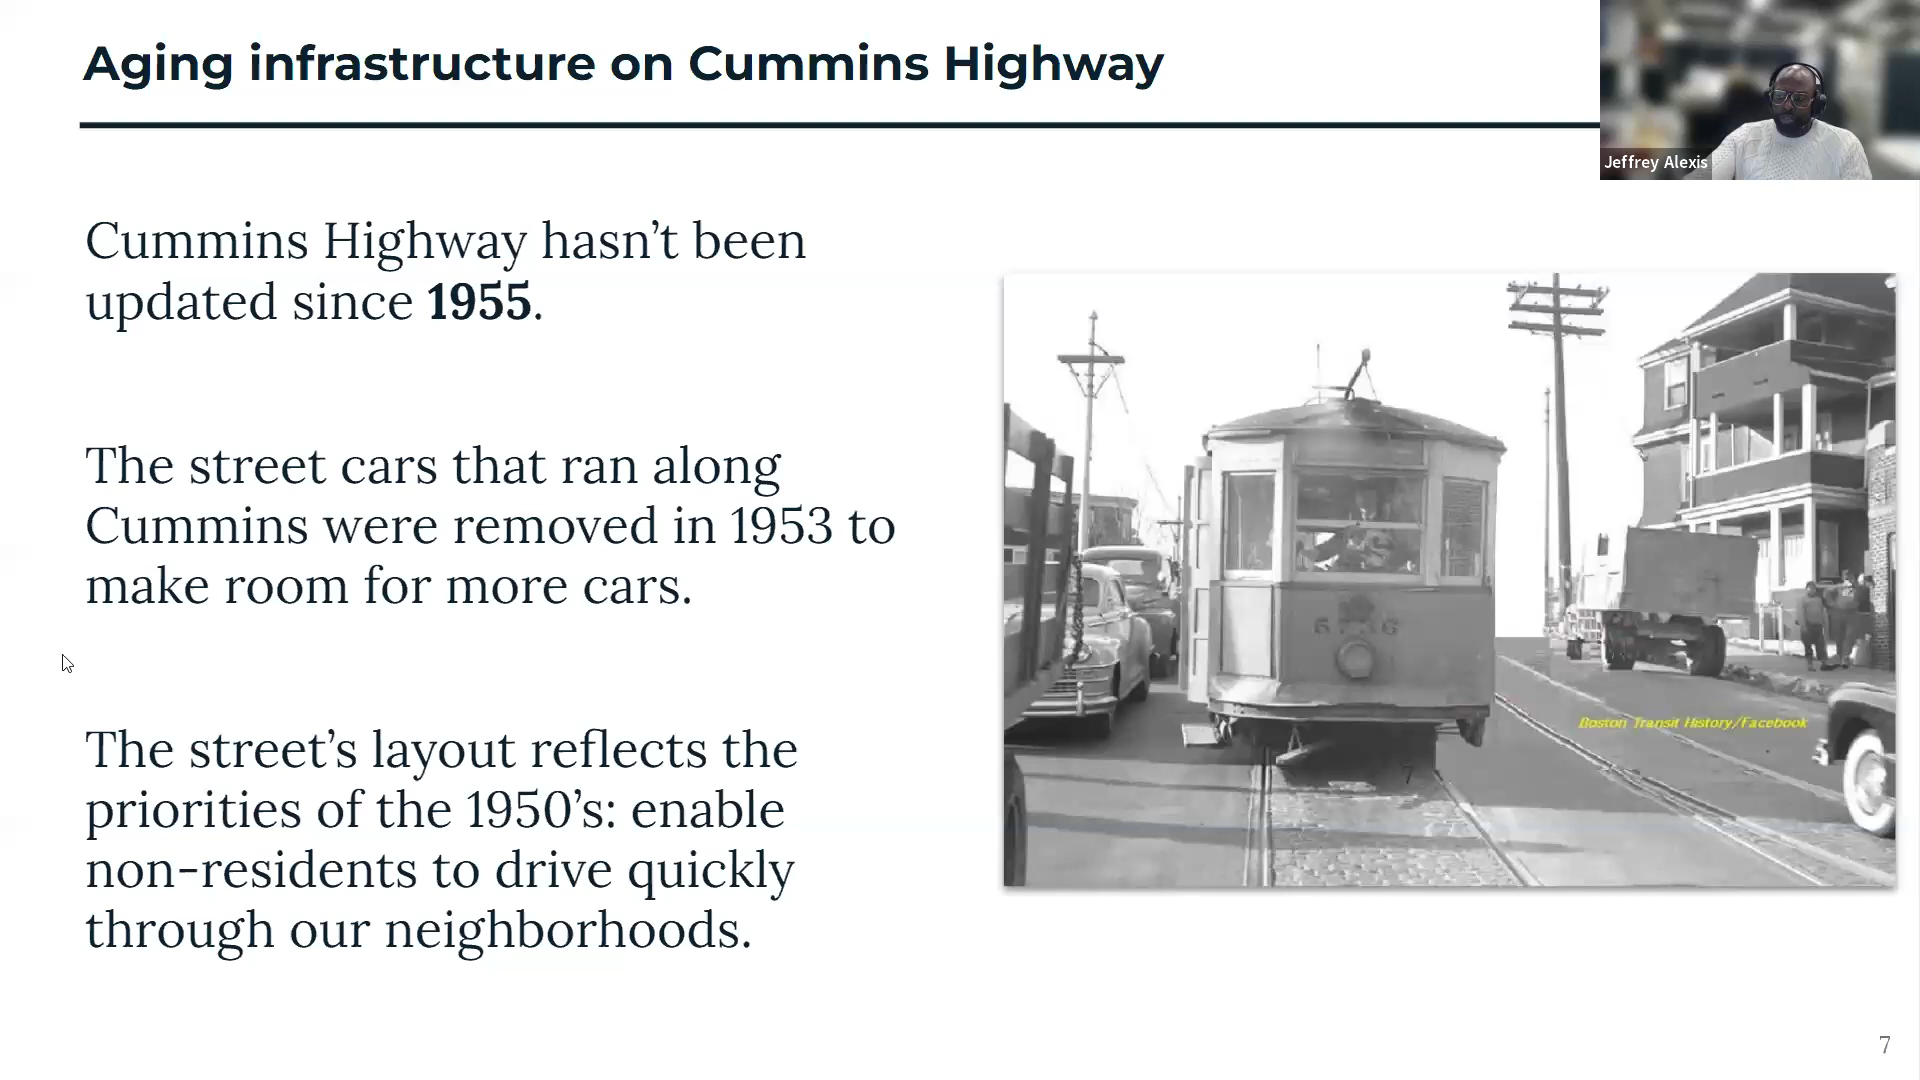 Aging infrastructure on Cummins Highway
Jeffrey Alexis
Cummins Highway hasn’t been
updated since 1955.
The street cars that ran along
Cummins were removed in 1953 to
make room for more cars.
The street’s layout reflects the
priorities of the 1950’s: enable
non-residents to drive quickly
through our neighborhoods.
Boston Transit History/Facebook
7
7